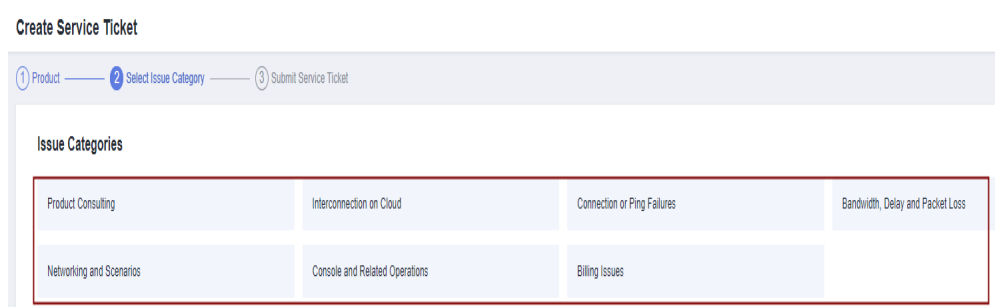 Create Service Ticket
1 Product 2 Select Issue Category 3 Submit Service Ticket
Issue Categories
Product Consulting Interconnection on Cloud Connection or Ping Failures Bandwidth, Delay and Packet Loss
Networking and Scenarios Console and Related Operations Billing Issues